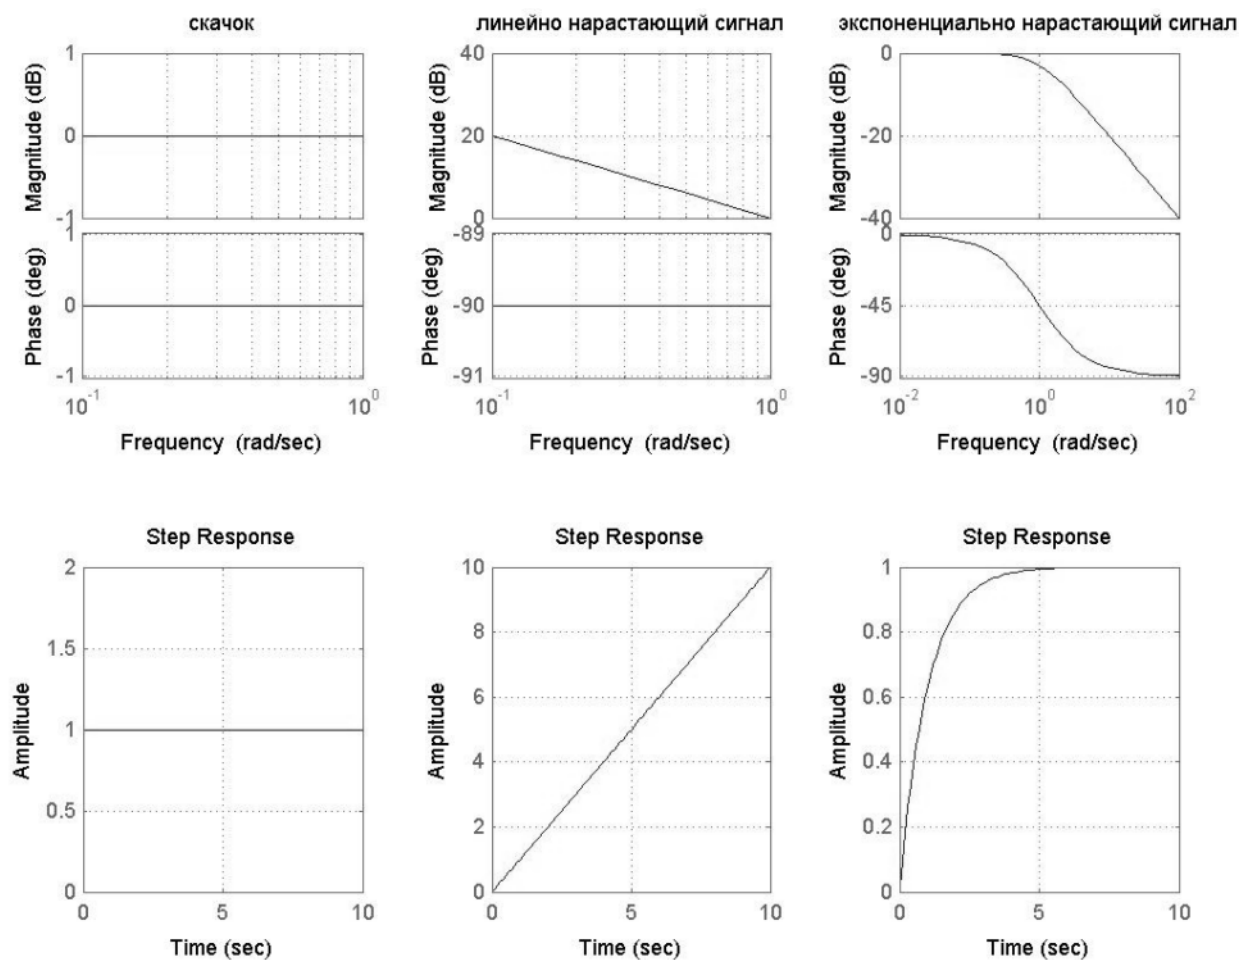 скачок
линейно нарастающий сигнал
экспоненциально нарастающий сигнал
Magnitude (dB)
1
0
-1
Phase (deg)
1
0
-1
10^-1
10^0
Frequency (rad/sec)
Magnitude (dB)
40
20
0
Phase (deg)
-89
-90
-91
10^-1
10^0
Frequency (rad/sec)
Magnitude (dB)
0
-20
-40
Phase (deg)
0
-45
-90
10^-2
10^0
10^2
Frequency (rad/sec)
Step Response
Amplitude
2
1.5
1
0.5
0
0
5
10
Time (sec)
Step Response
Amplitude
10
8
6
4
2
0
0
5
10
Time (sec)
Step Response
Amplitude
1
0.8
0.6
0.4
0.2
0
0
5
10
Time (sec)